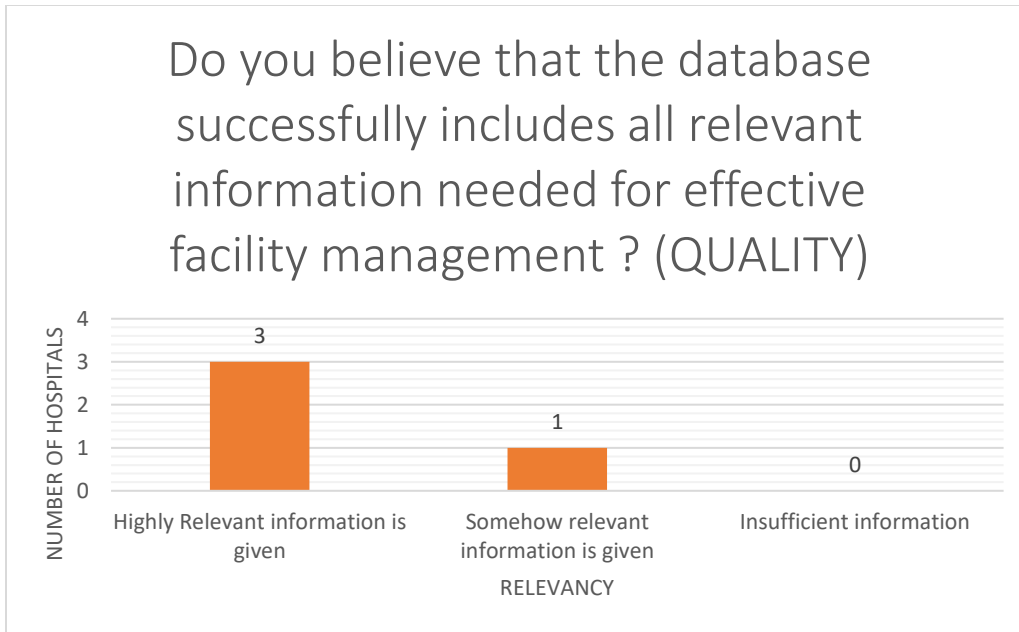 Do you believe that the database
successfully includes all relevant
information needed for effective
facility management ? (QUALITY)
NUMBER OF HOSPITALS
4
3
2
1
0
3
1
0
Highly Relevant information is
given
Somehow relevant
information is given
Insufficient information
RELEVANCY